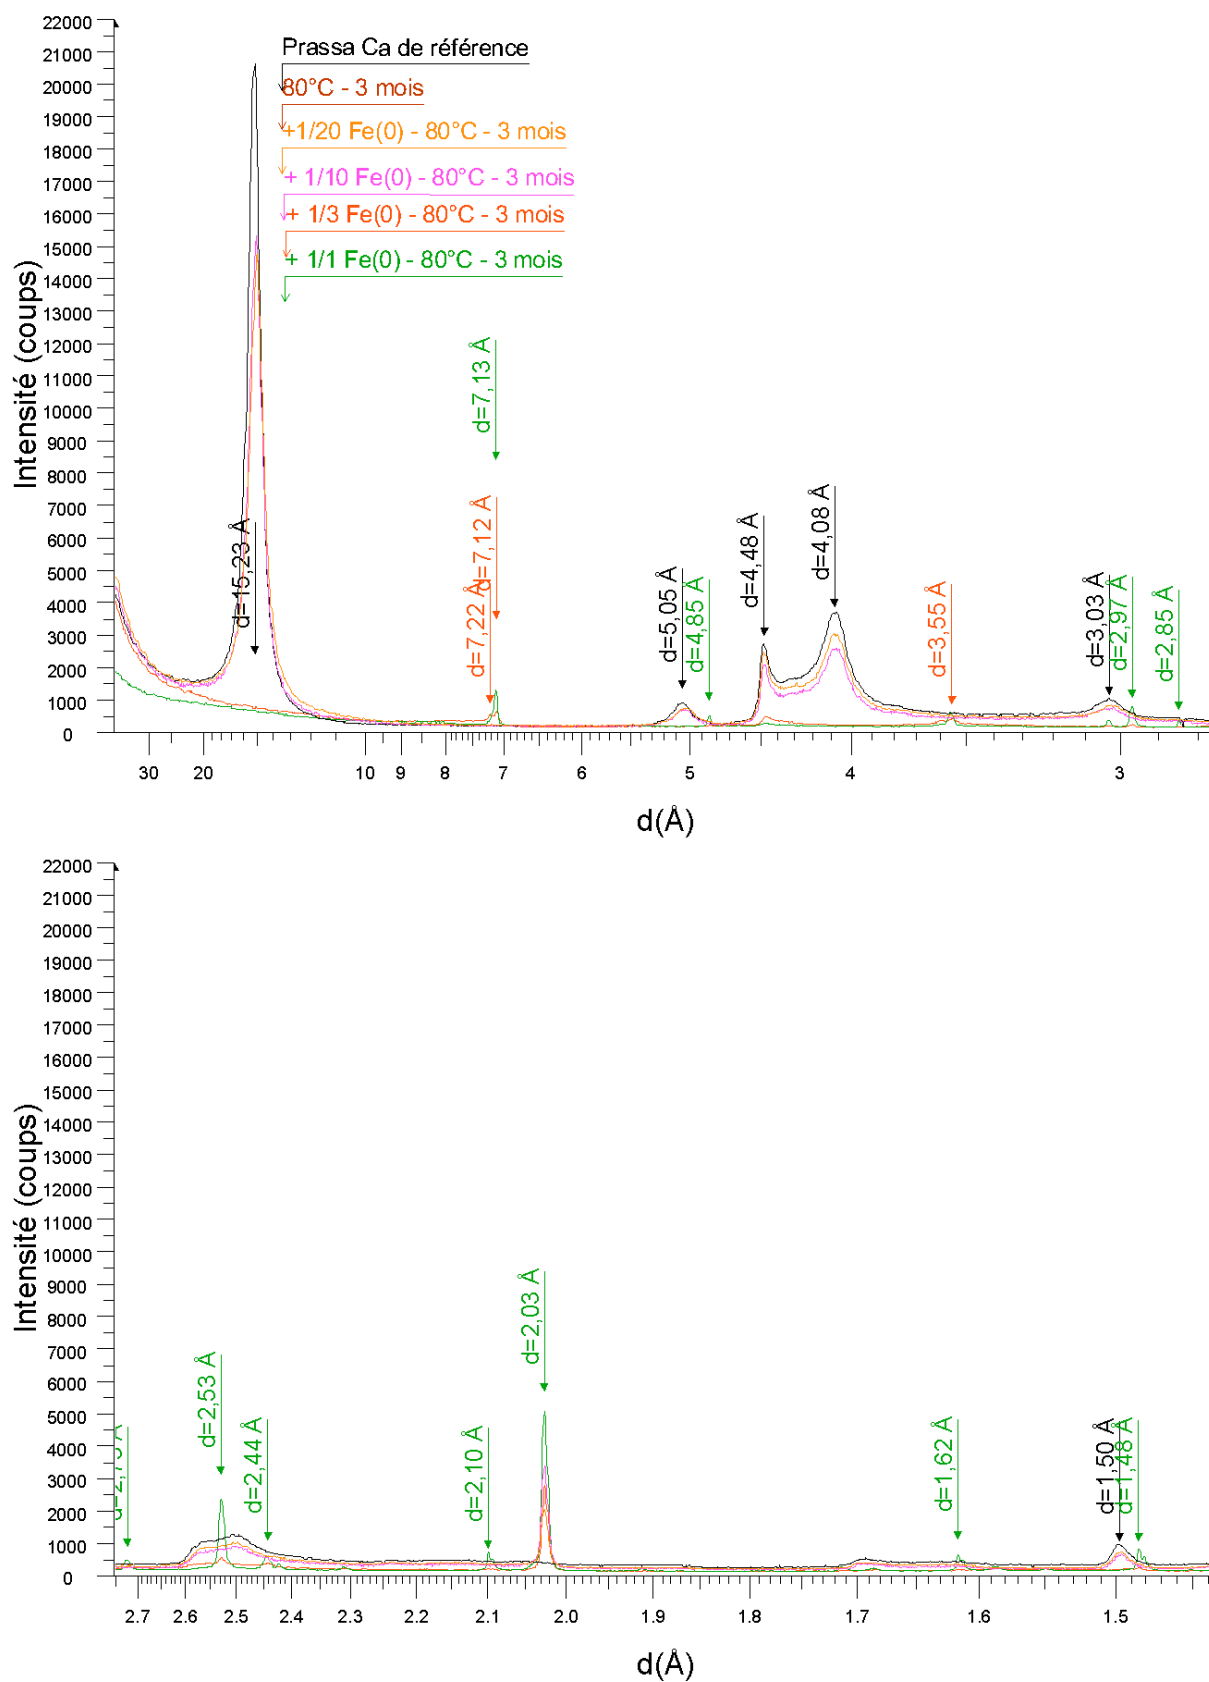 22000
21000
20000
19000
18000
17000
16000
15000
14000
13000
12000
11000
10000
9000
8000
7000
6000
5000
4000
3000
2000
1000
0
Intensité (coups)
Prassa Ca de référence
80°C - 3 mois
+1/20 Fe(0) - 80°C - 3 mois
+ 1/10 Fe(0) - 80°C - 3 mois
+ 1/3 Fe(0) - 80°C - 3 mois
+ 1/1 Fe(0) - 80°C - 3 mois
d=15,23 Å
d=7,22 Å
d=7,13 Å
d=7,12 Å
d=5,05 Å
d=4,85 Å
d=4,48 Å
d=4,08 Å
d=3,55 Å
d=3,03 Å
d=2,97 Å
d=2,85 Å
30 20 10 9 8 7 6 5 4 3
d(Å)
22000
21000
20000
19000
18000
17000
16000
15000
14000
13000
12000
11000
10000
9000
8000
7000
6000
5000
4000
3000
2000
1000
0
Intensité (coups)
d=2,53 Å
d=2,44 Å
d=2,10 Å
d=2,03 Å
d=1,62 Å
d=1,50 Å
d=1,48 Å
2.7 2.6 2.5 2.4 2.3 2.2 2.1 2.0 1.9 1.8 1.7 1.6 1.5
d(Å)